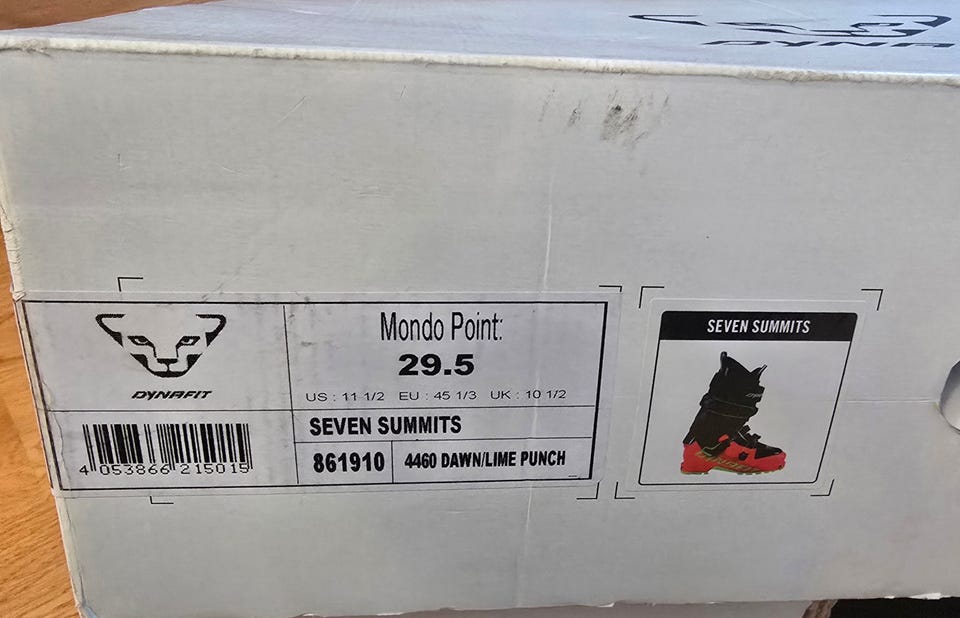 DYNAFIT
Mondo Point:
29.5
US : 11 1/2 EU : 45 1/3 UK : 10 1/2
SEVEN SUMMITS
4 053866 215015
861910
4460 DAWN/LIME PUNCH
SEVEN SUMMITS